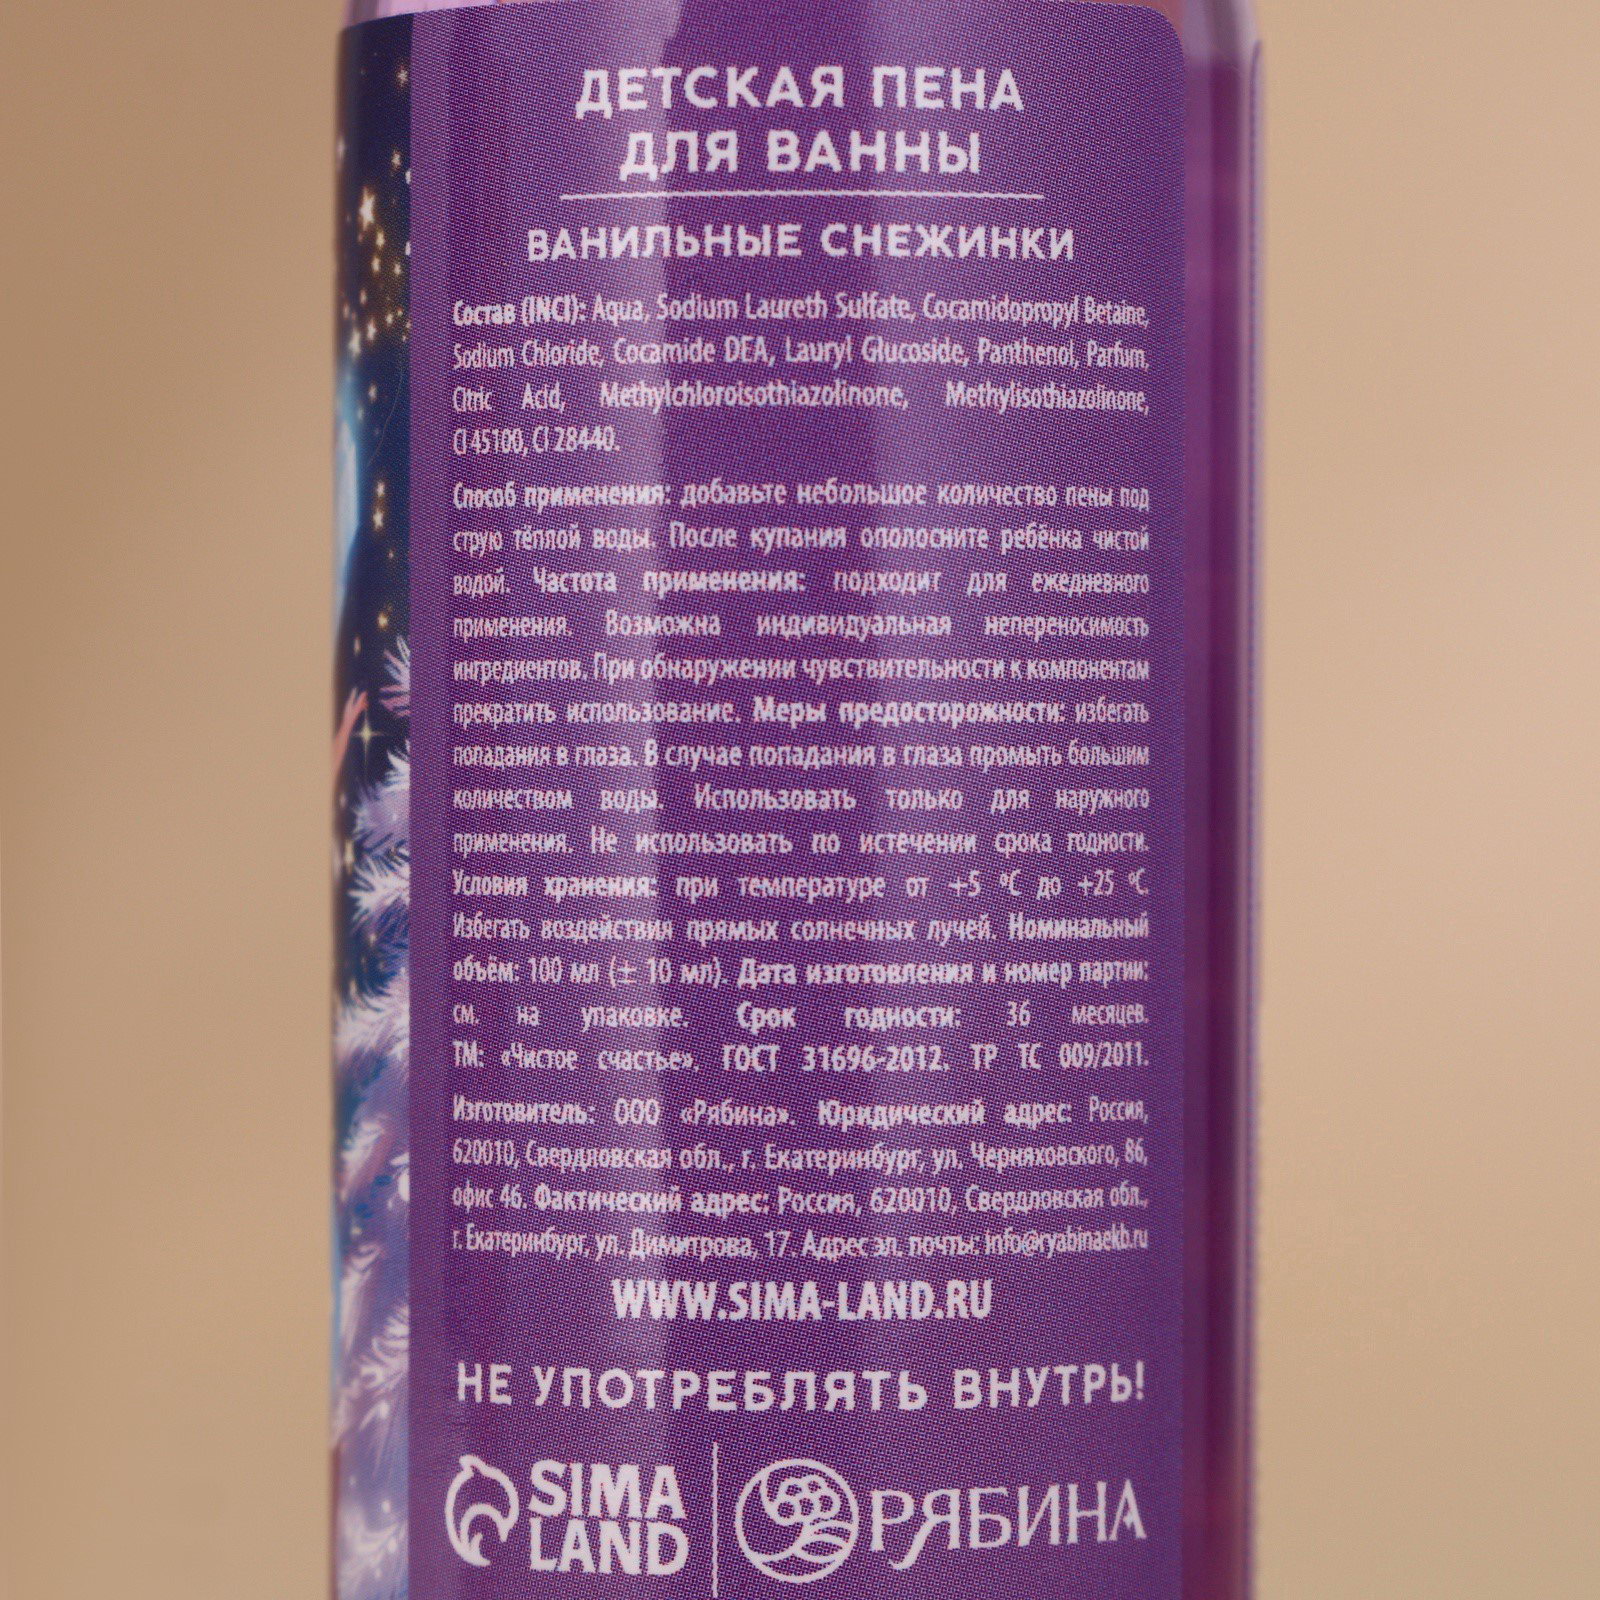 ДЕТСКАЯ ПЕНА
ДЛЯ ВАННЫ
ВАНИЛЬНЫЕ СНЕЖИНКИ
Состав (INCI): Aqua, Sodium Laureth Sulfate, Cocamidopropyl Betaine,
Sodium Chloride, Cocamide DEA, Lauryl Glucoside, Panthenol, Parfum,
Citric Acid, Methylchloroisothiazolinone, Methylisothiazolinone,
CI 45100, CI 28440.
Способ применения: добавьте небольшое количество пены под
струю тёплой воды. После купания ополосните ребёнка чистой
водой. Частота применения: подходит для ежедневного
применения. Возможна индивидуальная непереносимость
ингредиентов. При обнаружении чувствительности к компонентам
прекратить использование. Меры предосторожности: избегать
попадания в глаза. В случае попадания в глаза промыть большим
количеством воды. Использовать только для наружного
применения. Не использовать по истечении срока годности.
Условия хранения: при температуре от +5 °С до +25 °С.
Избегать воздействия прямых солнечных лучей. Номинальный
объём: 100 мл (± 10 мл). Дата изготовления и номер партии:
см. на упаковке. Срок годности: 36 месяцев.
ТМ: «Чистое счастье». ГОСТ 31696-2012. ТР ТС 009/2011.
Изготовитель: ООО «Рябина». Юридический адрес: Россия,
620010, Свердловская обл., г. Екатеринбург, ул. Черняховского, 86,
офис 46. Фактический адрес: Россия, 620010, Свердловская обл.,
г. Екатеринбург, ул. Димитрова, 17. Адрес эл. почты: info@ryabinaekb.ru
WWW.SIMA-LAND.RU
НЕ УПОТРЕБЛЯТЬ ВНУТРЬ!
SIMA
LAND
РЯБИНА